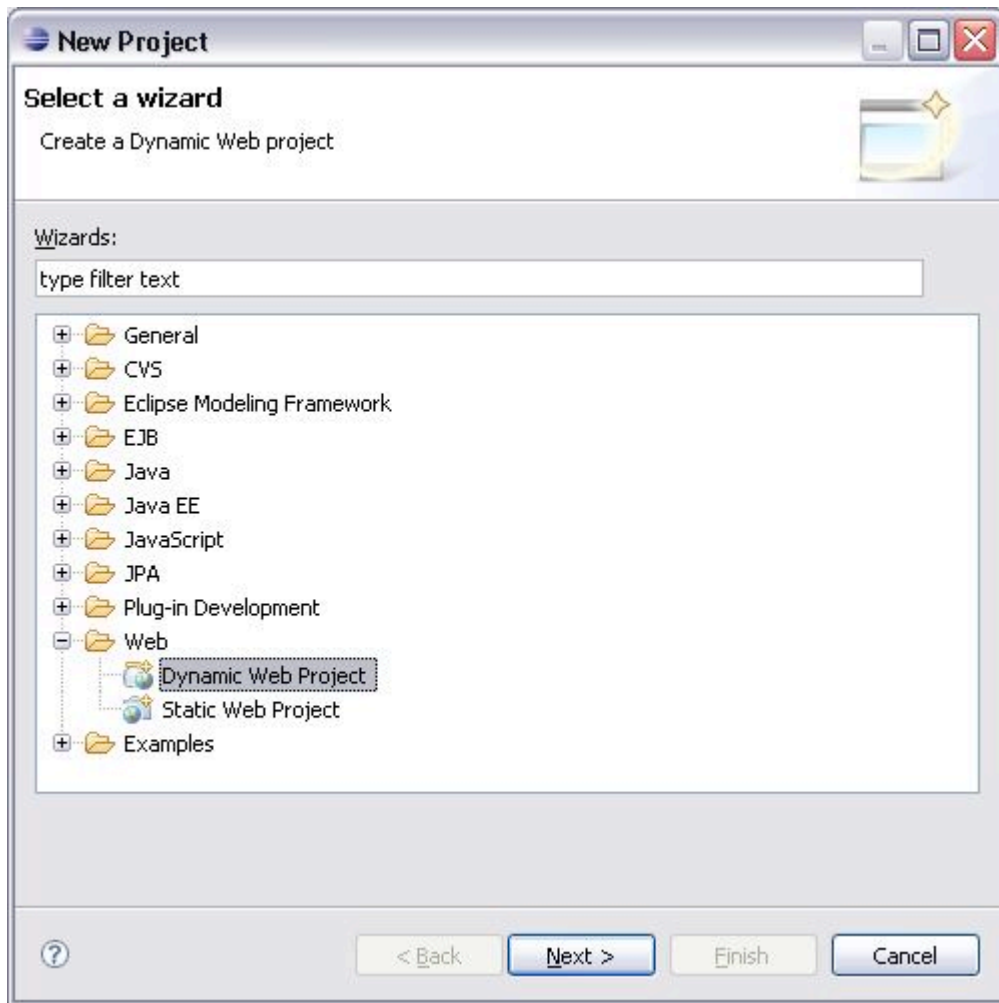 New Project
Select a wizard
Create a Dynamic Web project
Wizards:
type filter text
General
CVS
Eclipse Modeling Framework
EJB
Java
Java EE
JavaScript
JPA
Plug-in Development
Web
Dynamic Web Project
Static Web Project
Examples
? < Back Next > Finish Cancel